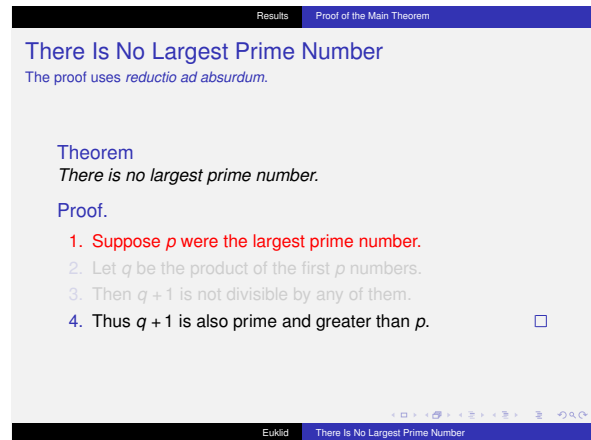 Results Proof of the Main Theorem
There Is No Largest Prime Number
The proof uses reductio ad absurdum.
Theorem
There is no largest prime number.
Proof.
1. Suppose p were the largest prime number.
2. Let q be the product of the first p numbers.
3. Then q + 1 is not divisible by any of them.
4. Thus q + 1 is also prime and greater than p.
Euklid There Is No Largest Prime Number